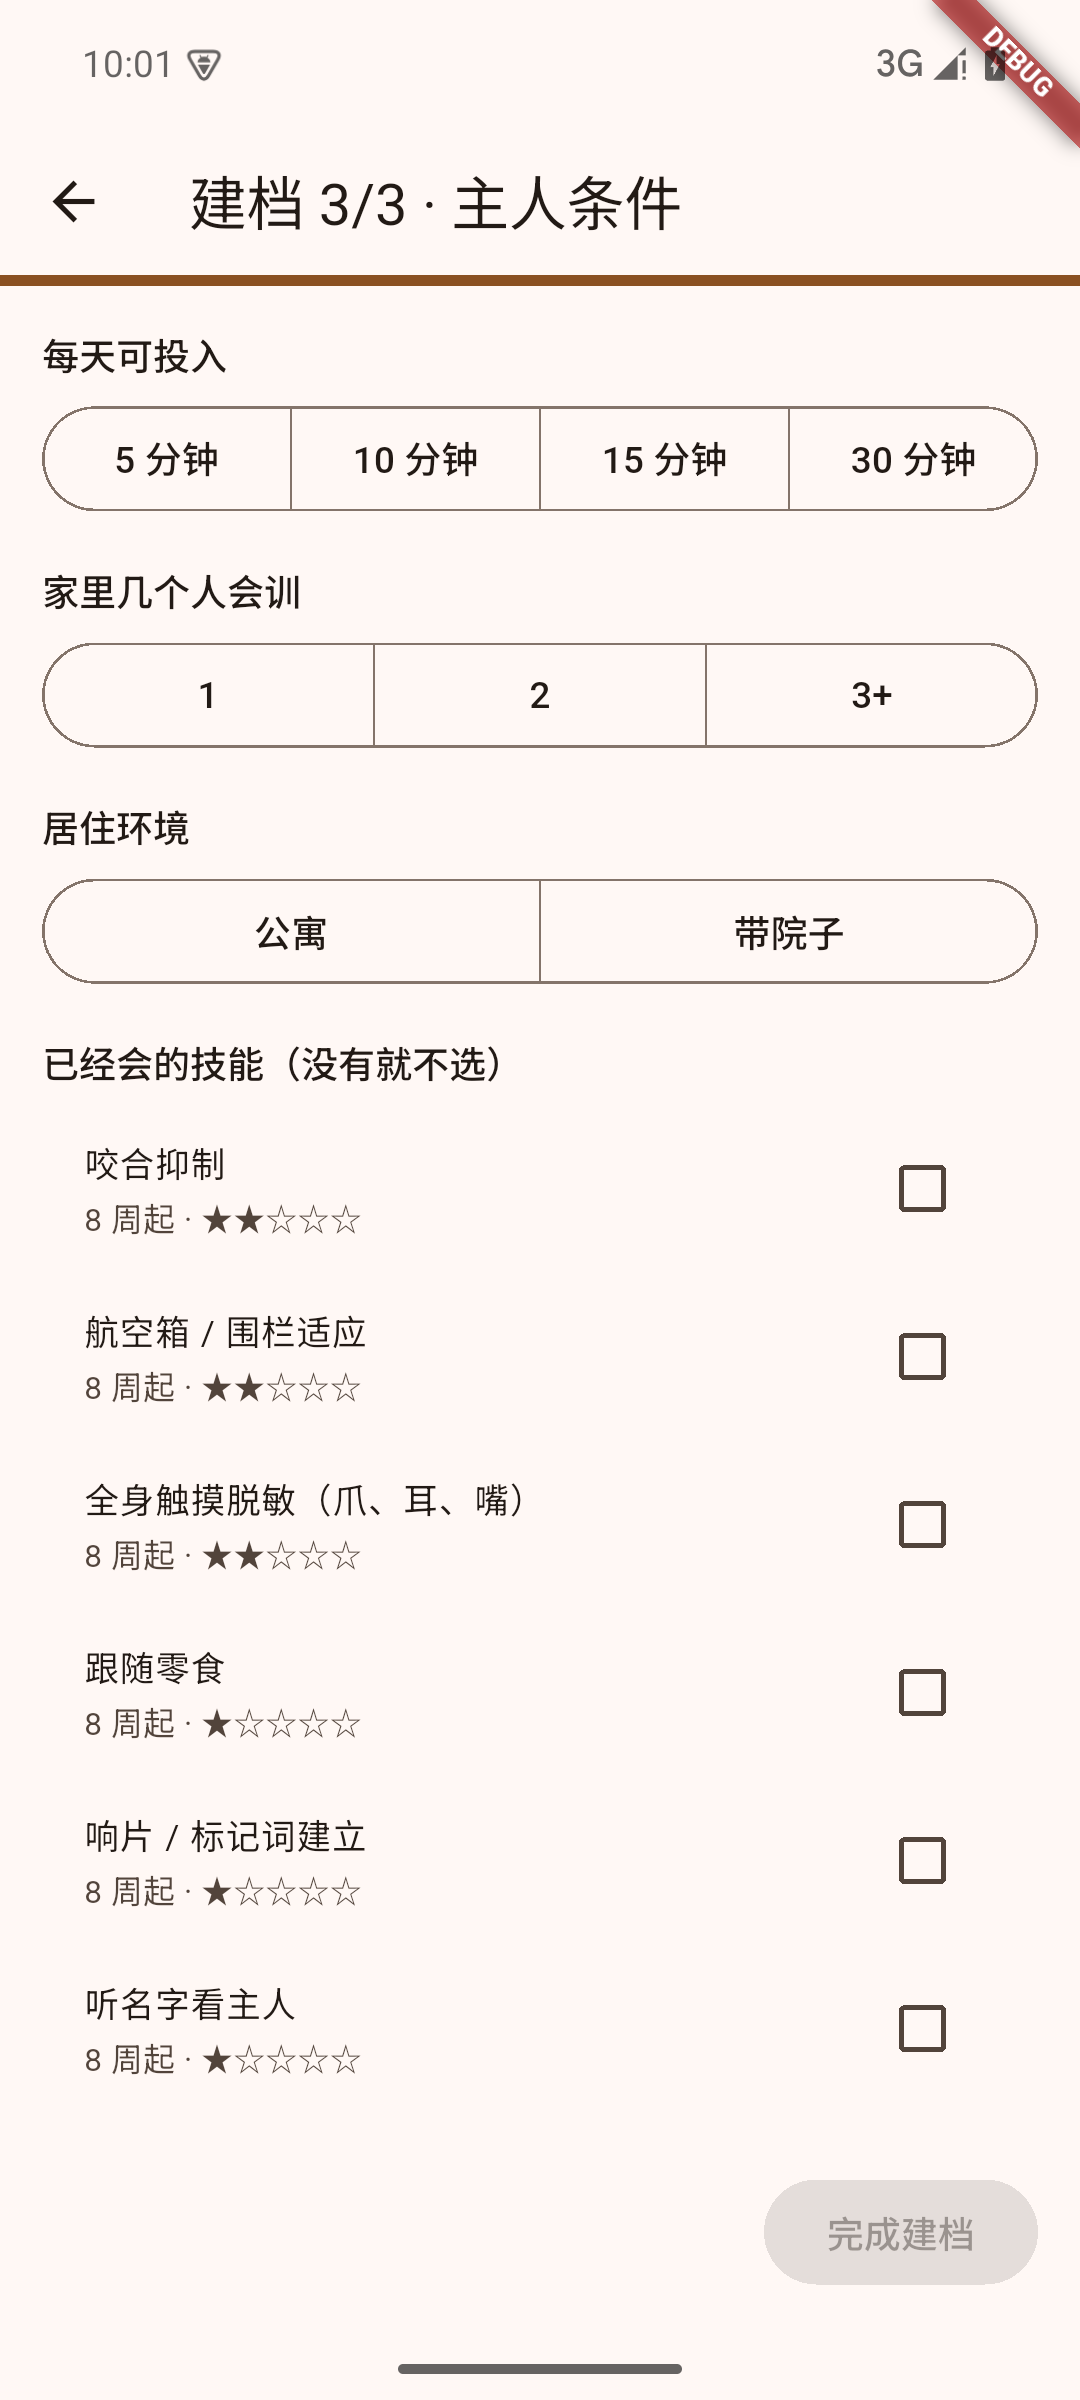 10:01
3G
DEBUG
建档 3/3 · 主人条件
每天可投入
5 分钟
10 分钟
15 分钟
30 分钟
家里几个人会训
1
2
3+
居住环境
公寓
带院子
已经会的技能（没有就不选）
咬合抑制
8 周起 · ★★☆☆☆
航空箱 / 围栏适应
8 周起 · ★★☆☆☆
全身触摸脱敏（爪、耳、嘴）
8 周起 · ★★☆☆☆
跟随零食
8 周起 · ★☆☆☆☆
响片 / 标记词建立
8 周起 · ★☆☆☆☆
听名字看主人
8 周起 · ★☆☆☆☆
完成建档